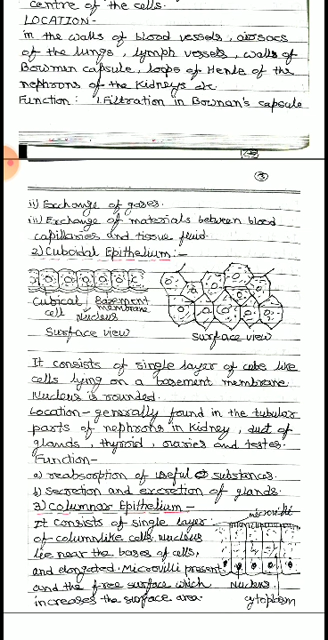 centre of the cells.
LOCATION-
in the walls of blood vessels, airsacs
of the lungs, lymph vessels, walls of
Bowmen capsule, loops of Henle of the
nephrons of the Kidneys etc
Function: i.Filtration in Bowman's capsule
③
ii) Exchange of gases.
iii) Exchange of materials between blood
capillaries and tissue fluid.
2) Cuboidal Epithelium:-
Cubical Basement
cell membrane
Nucleus
Surface view
Surface view
It consists of single layer of cube like
cells lying on a basement membrane.
Nucleus is rounded.
Location- generally found in the tubular
parts of nephrons in Kidney, duct of
glands, thyroid, ovaries and testes.
Function-
a) reabsorption of useful substances.
b) Secretion and excretion of glands.
3) Columnar Epithelium-
microvilli
It consists of single layer
of columnlike cells, nucleus
lie near the bases of cells,
and elongated. Microvilli present
and the free surface which
Nucleus
increases the surface area.
cytoplasm